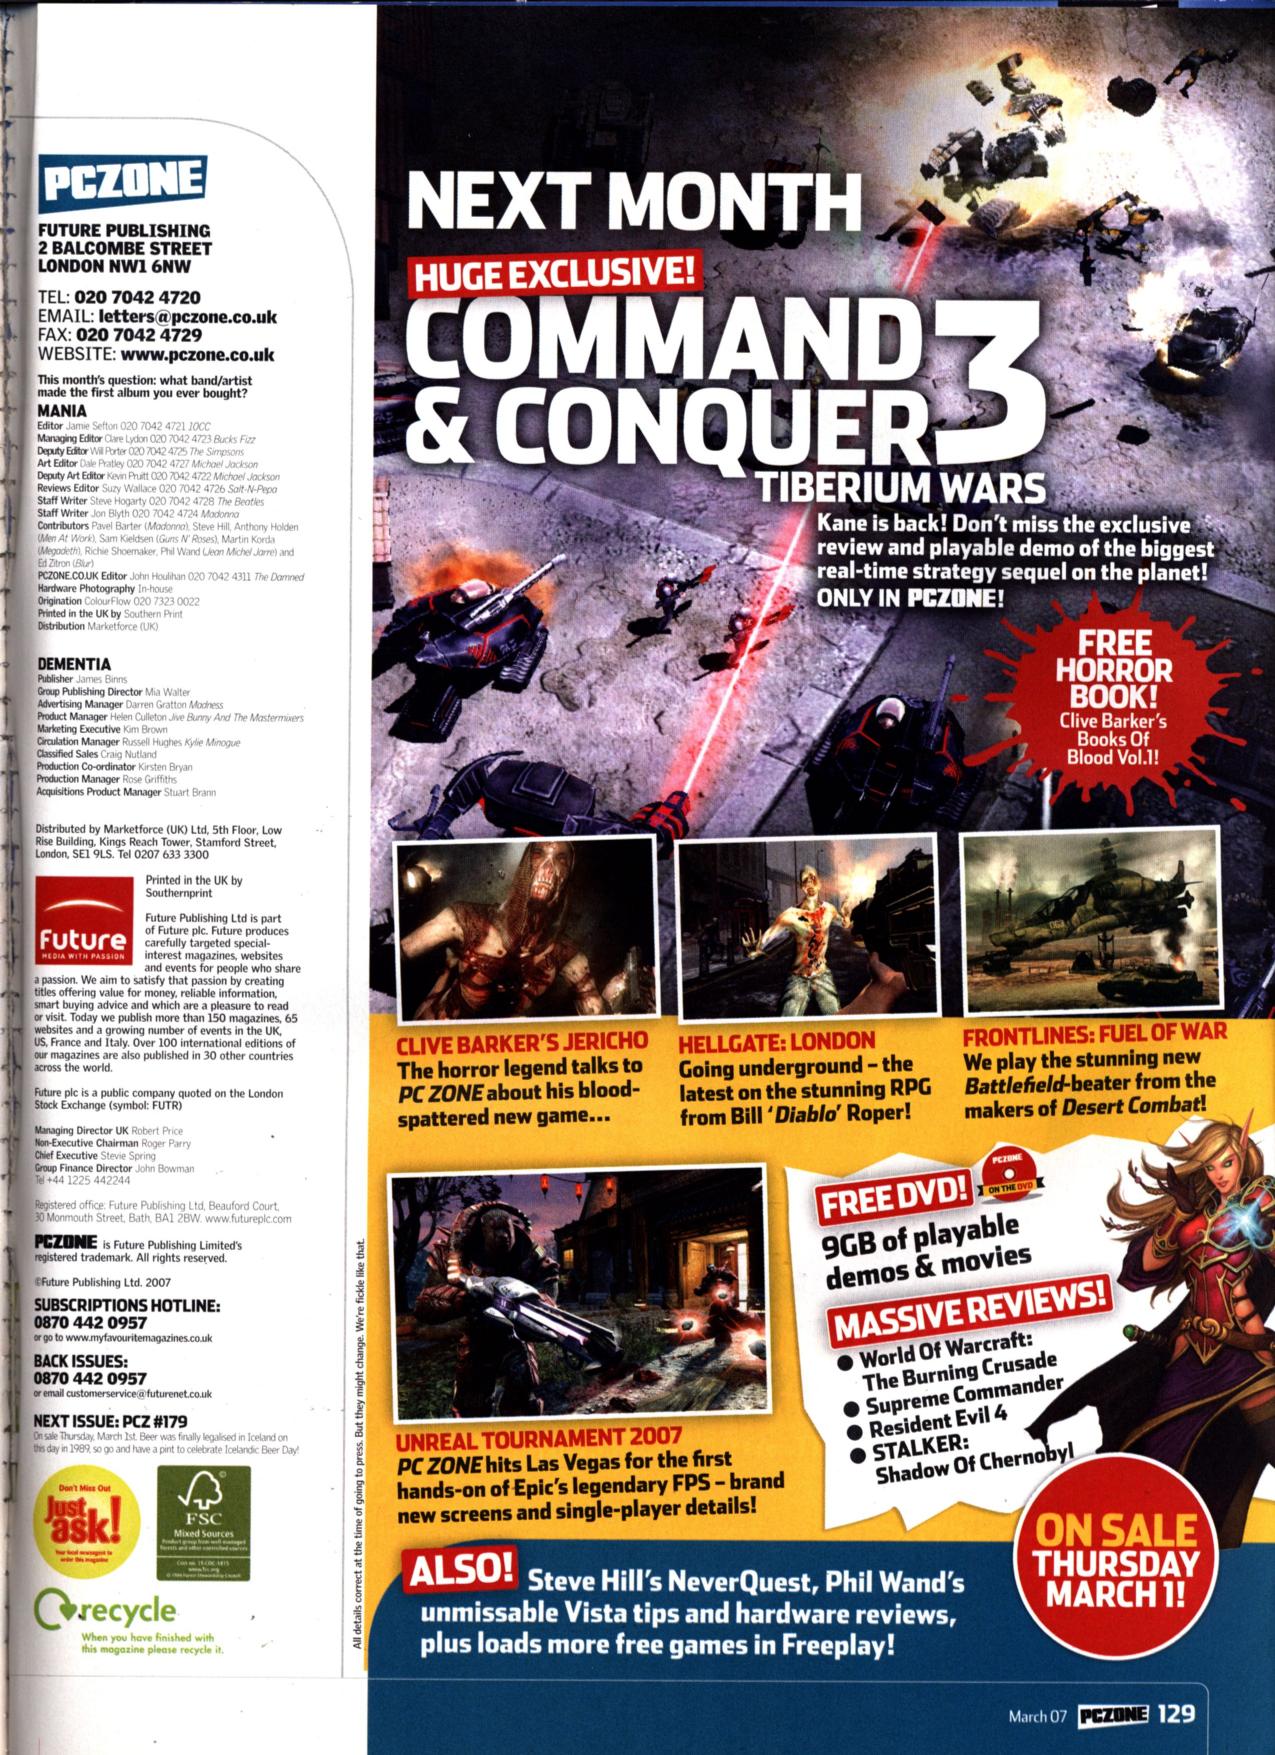 PCZONE
FUTURE PUBLISHING
2 BALCOMBE STREET
LONDON NW1 6NW
TEL: 020 7042 4720
EMAIL: letters@pczone.co.uk
FAX: 020 7042 4729
WEBSITE: www.pczone.co.uk
This month's question: what band/artist
made the first album you ever bought?
MANIA
Editor Jamie Sefton 020 7042 4721 10CC
Managing Editor Clare Lydon 020 7042 4723 Bucks Fizz
Deputy Editor Will Porter 020 7042 4725 The Simpsons
Art Editor Dale Pratley 020 7042 4727 Michael Jackson
Deputy Art Editor Kevin Pruitt 020 7042 4722 Michael Jackson
Reviews Editor Suzy Wallace 020 7042 4726 Salt-N-Pepa
Staff Writer Steve Hogarty 020 7042 4728 The Beatles
Staff Writer Jon Blyth 020 7042 4724 Madonna
Contributors Pavel Barter (Madonna), Steve Hill, Anthony Holden
(Men At Work), Sam Kieldsen (Guns N' Roses), Martin Korda
(Megadeth), Richie Shoemaker, Phil Wand (Jean Michel Jarre) and
Ed Zitron (Blur)
PCZONE.CO.UK Editor John Houlihan 020 7042 4311 The Damned
Hardware Photography In-house
Origination ColourFlow 020 7323 0022
Printed in the UK by Southern Print
Distribution Marketforce (UK)
DEMENTIA
Publisher James Binns
Group Publishing Director Mia Walter
Advertising Manager Darren Gratton Madness
Product Manager Helen Culleton Jive Bunny And The Mastermixers
Marketing Executive Kim Brown
Circulation Manager Russell Hughes Kylie Minogue
Classified Sales Craig Nutland
Production Co-ordinator Kirsten Bryan
Production Manager Rose Griffiths
Acquisitions Product Manager Stuart Brann
Distributed by Marketforce (UK) Ltd, 5th Floor, Low
Rise Building, Kings Reach Tower, Stamford Street,
London, SE1 9LS. Tel 0207 633 3300
Future
MEDIA WITH PASSION
Printed in the UK by
Southernprint
Future Publishing Ltd is part
of Future plc. Future produces
carefully targeted special-
interest magazines, websites
and events for people who share
a passion. We aim to satisfy that passion by creating
titles offering value for money, reliable information,
smart buying advice and which are a pleasure to read
or visit. Today we publish more than 150 magazines, 65
websites and a growing number of events in the UK,
US, France and Italy. Over 100 international editions of
our magazines are also published in 30 other countries
across the world.
Future plc is a public company quoted on the London
Stock Exchange (symbol: FUTR)
Managing Director UK Robert Price
Non-Executive Chairman Roger Parry
Chief Executive Stevie Spring
Group Finance Director John Bowman
Tel +44 1225 442244
Registered office: Future Publishing Ltd, Beauford Court,
30 Monmouth Street, Bath, BA1 2BW. www.futureplc.com
PCZONE is Future Publishing Limited's
registered trademark. All rights reserved.
©Future Publishing Ltd. 2007
SUBSCRIPTIONS HOTLINE:
0870 442 0957
or go to www.myfavouritemagazines.co.uk
BACK ISSUES:
0870 442 0957
or email customerservice@futurenet.co.uk
NEXT ISSUE: PCZ #179
On sale Thursday, March 1st. Beer was finally legalised in Iceland on
this day in 1989, so go and have a pint to celebrate Icelandic Beer Day!
Don't Miss Out
Just
ask!
Your local newsagent to
order this magazine
FSC
Mixed Sources
Product group from well-managed
forests and other controlled sources
www.fsc.org
© 1996 Forest Stewardship Council
recycle
When you have finished with
this magazine please recycle it.
All details correct at the time of going to press. But they might change. We're fickle like that.
NEXT MONTH
HUGE EXCLUSIVE!
COMMAND
& CONQUER 3
TIBERIUM WARS
Kane is back! Don't miss the exclusive
review and playable demo of the biggest
real-time strategy sequel on the planet!
ONLY IN PCZONE!
FREE
HORROR
BOOK!
Clive Barker's
Books Of
Blood Vol.1!
CLIVE BARKER'S JERICHO
The horror legend talks to
PC ZONE about his blood-
spattered new game...
HELLGATE: LONDON
Going underground – the
latest on the stunning RPG
from Bill 'Diablo' Roper!
FRONTLINES: FUEL OF WAR
We play the stunning new
Battlefield-beater from the
makers of Desert Combat!
UNREAL TOURNAMENT 2007
PC ZONE hits Las Vegas for the first
hands-on of Epic's legendary FPS – brand
new screens and single-player details!
FREE DVD!
PCZONE
ON THE DVD
9GB of playable
demos & movies
MASSIVE REVIEWS!
● World Of Warcraft:
The Burning Crusade
● Supreme Commander
● Resident Evil 4
● STALKER:
Shadow Of Chernobyl
ON SALE
THURSDAY
MARCH 1!
ALSO! Steve Hill's NeverQuest, Phil Wand's
unmissable Vista tips and hardware reviews,
plus loads more free games in Freeplay!
March 07 PCZONE 129